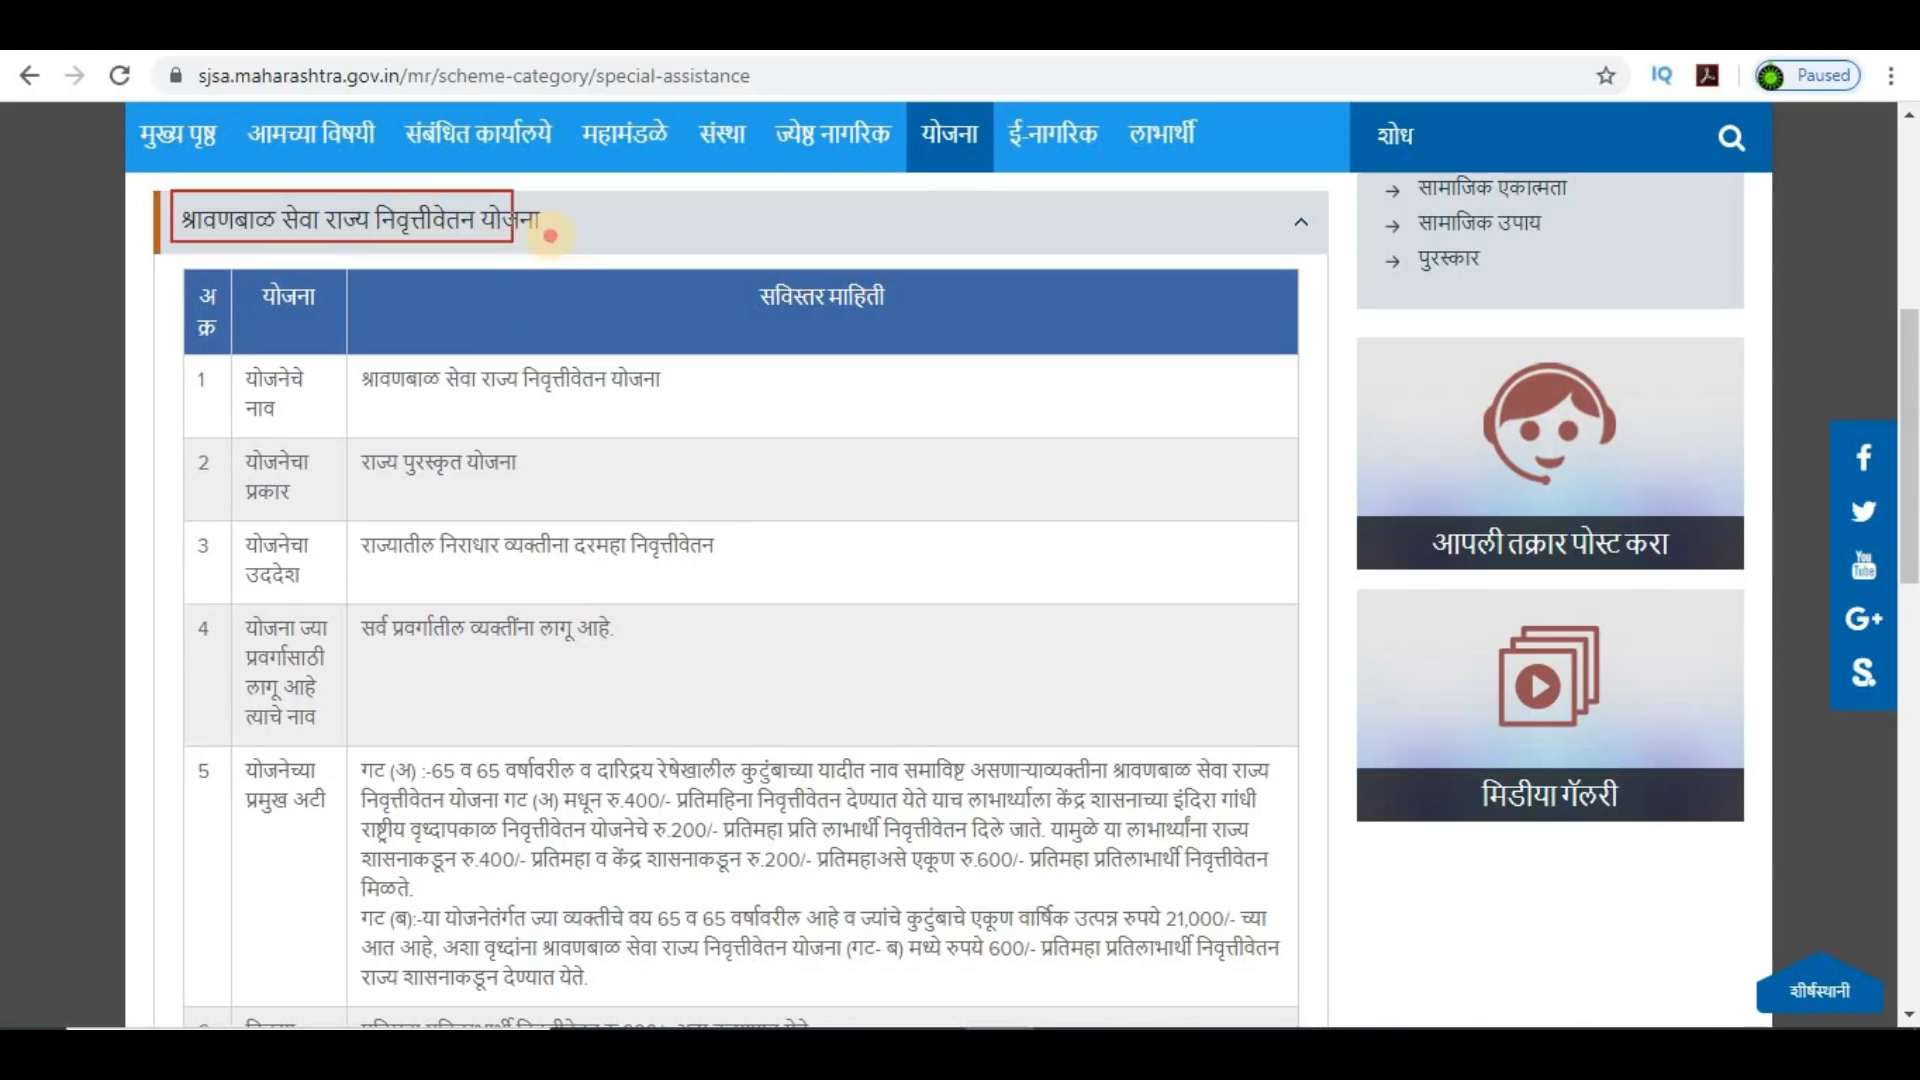 sjsa.maharashtra.gov.in/mr/scheme-category/special-assistance
IQ
Paused
मुख्य पृष्ठ आमच्या विषयी संबंधित कार्यालये महामंडळे संस्था ज्येष्ठ नागरिक योजना ई-नागरिक लाभार्थी
शोध
श्रावणबाळ सेवा राज्य निवृत्तीवेतन योजना
अ
क्र
योजना
सविस्तर माहिती
1
योजनेचे
नाव
श्रावणबाळ सेवा राज्य निवृत्तीवेतन योजना
2
योजनेचा
प्रकार
राज्य पुरस्कृत योजना
3
योजनेचा
उददेश
राज्यातील निराधार व्यक्तीना दरमहा निवृत्तीवेतन
4
योजना ज्या
प्रवर्गासाठी
लागू आहे
त्याचे नाव
सर्व प्रवर्गातील व्यक्तींना लागू आहे.
5
योजनेच्या
प्रमुख अटी
गट (अ) :-65 व 65 वर्षावरील व दारिद्रय रेषेखालील कुटुंबाच्या यादीत नाव समाविष्ट असणाऱ्याव्यक्तीना श्रावणबाळ सेवा राज्य
निवृत्तीवेतन योजना गट (अ) मधून रु.400/- प्रतिमहिना निवृत्तीवेतन देण्यात येते याच लाभार्थ्याला केंद्र शासनाच्या इंदिरा गांधी
राष्ट्रीय वृध्दापकाळ निवृत्तीवेतन योजनेचे रु.200/- प्रतिमहा प्रति लाभार्थी निवृत्तीवेतन दिले जाते. यामुळे या लाभार्थ्यांना राज्य
शासनाकडून रु.400/- प्रतिमहा व केंद्र शासनाकडून रु.200/- प्रतिमहाअसे एकूण रु.600/- प्रतिमहा प्रतिलाभार्थी निवृत्तीवेतन
मिळते.
गट (ब):-या योजनेतंर्गत ज्या व्यक्तीचे वय 65 व 65 वर्षावरील आहे व ज्यांचे कुटुंबाचे एकूण वार्षिक उत्पन्न रुपये 21,000/- च्या
आत आहे, अशा वृध्दांना श्रावणबाळ सेवा राज्य निवृत्तीवेतन योजना (गट- ब) मध्ये रुपये 600/- प्रतिमहा प्रतिलाभार्थी निवृत्तीवेतन
राज्य शासनाकडून देण्यात येते.
सामाजिक एकात्मता
सामाजिक उपाय
पुरस्कार
आपली तक्रार पोस्ट करा
मिडीया गॅलरी
You
Tube
G+
शीर्षस्थानी